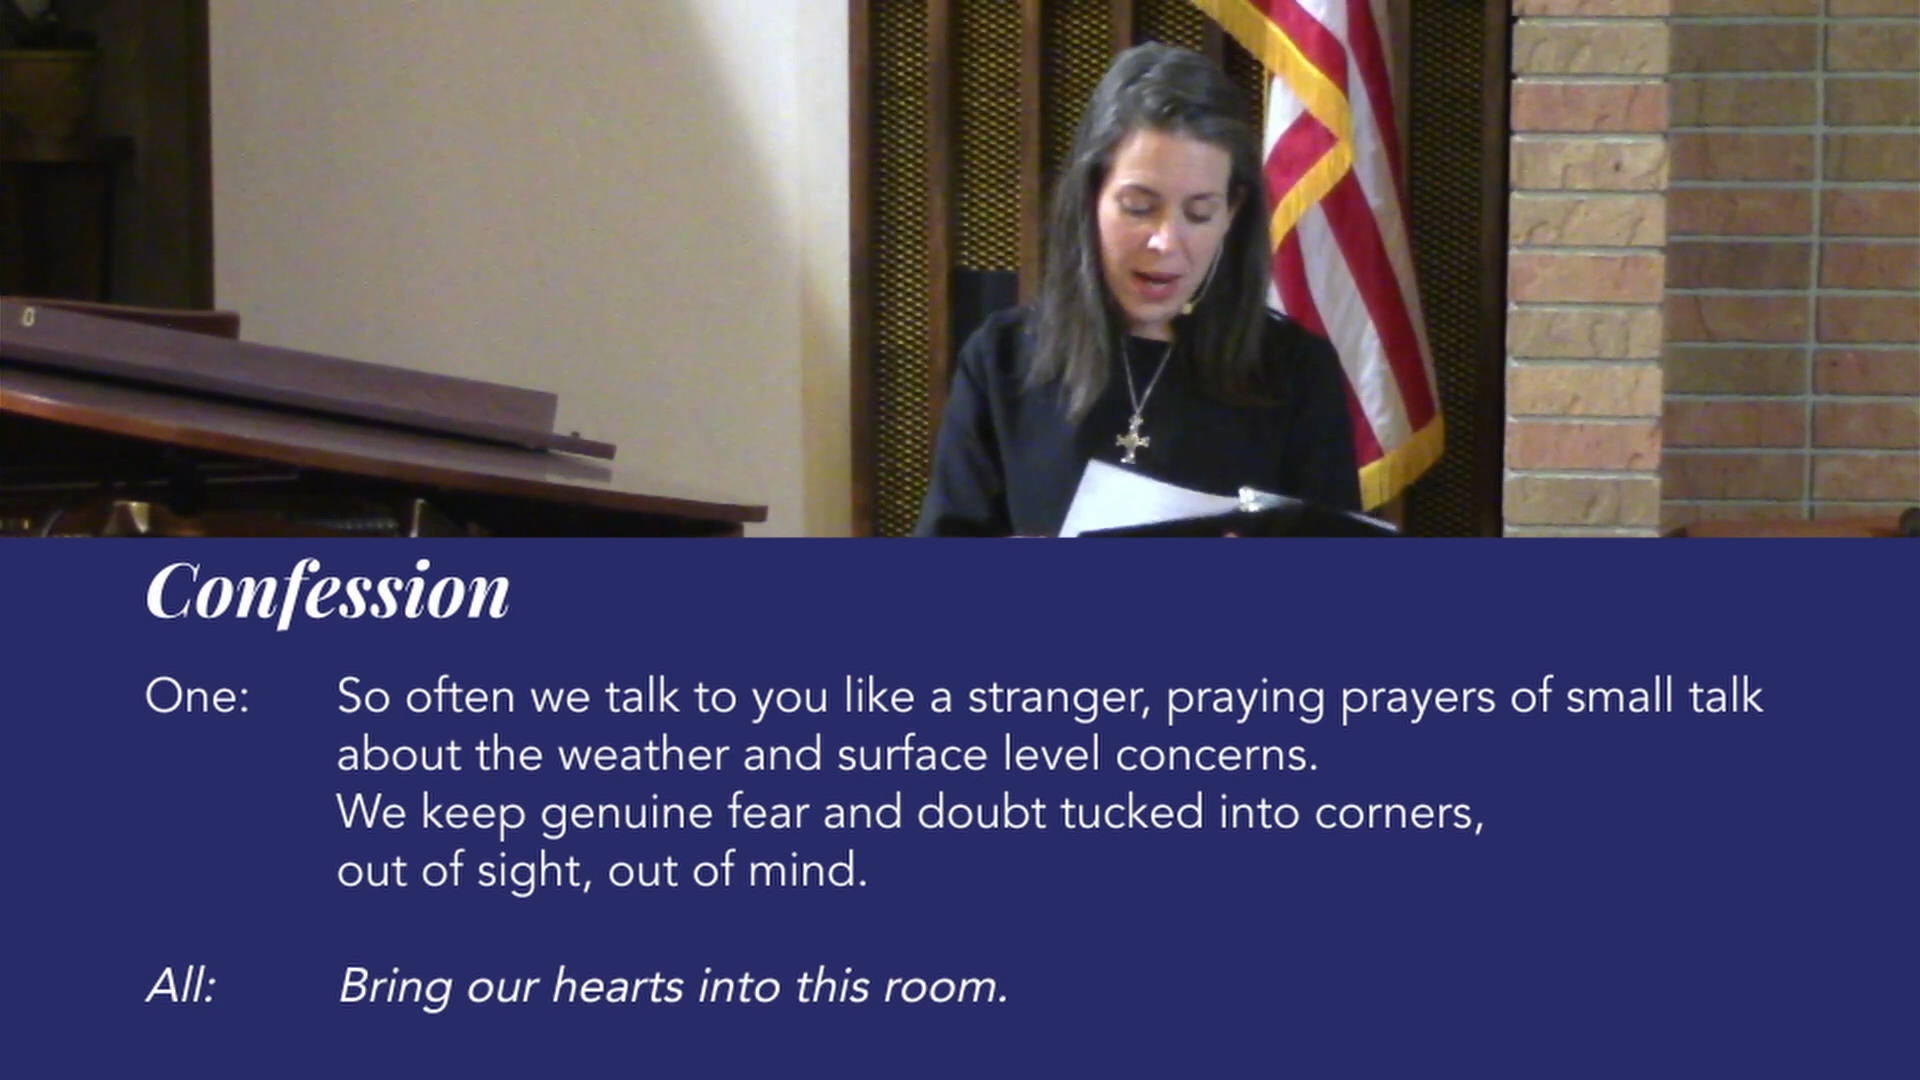 Confession
One: So often we talk to you like a stranger, praying prayers of small talk
about the weather and surface level concerns.
We keep genuine fear and doubt tucked into corners,
out of sight, out of mind.
All: Bring our hearts into this room.